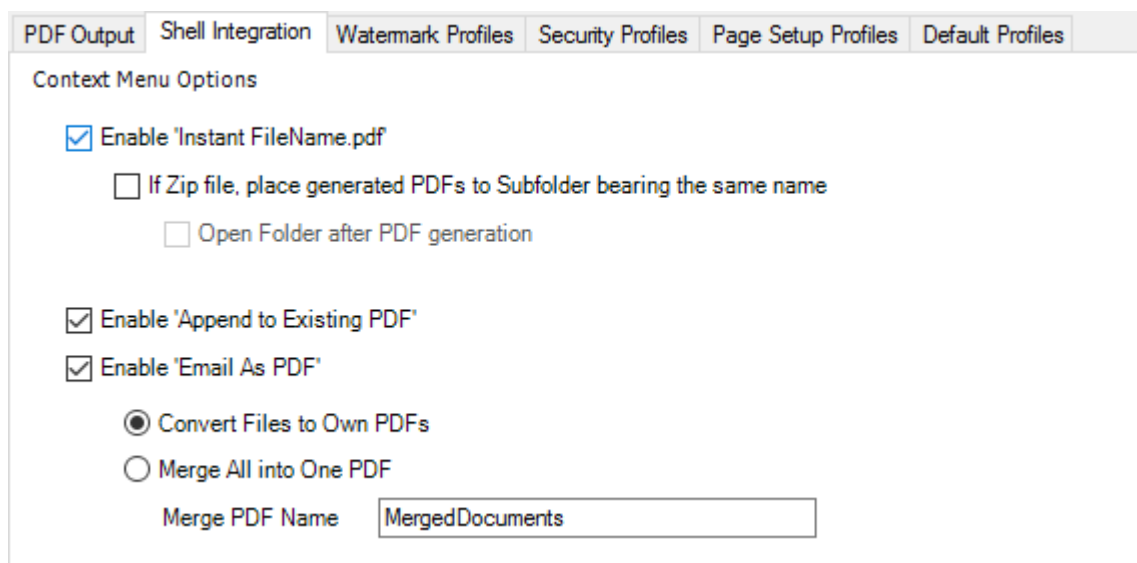 PDF Output Shell Integration Watermark Profiles Security Profiles Page Setup Profiles Default Profiles
Context Menu Options
Enable 'Instant FileName.pdf'
If Zip file, place generated PDFs to Subfolder bearing the same name
Open Folder after PDF generation
Enable 'Append to Existing PDF'
Enable 'Email As PDF'
Convert Files to Own PDFs
Merge All into One PDF
Merge PDF Name MergedDocuments